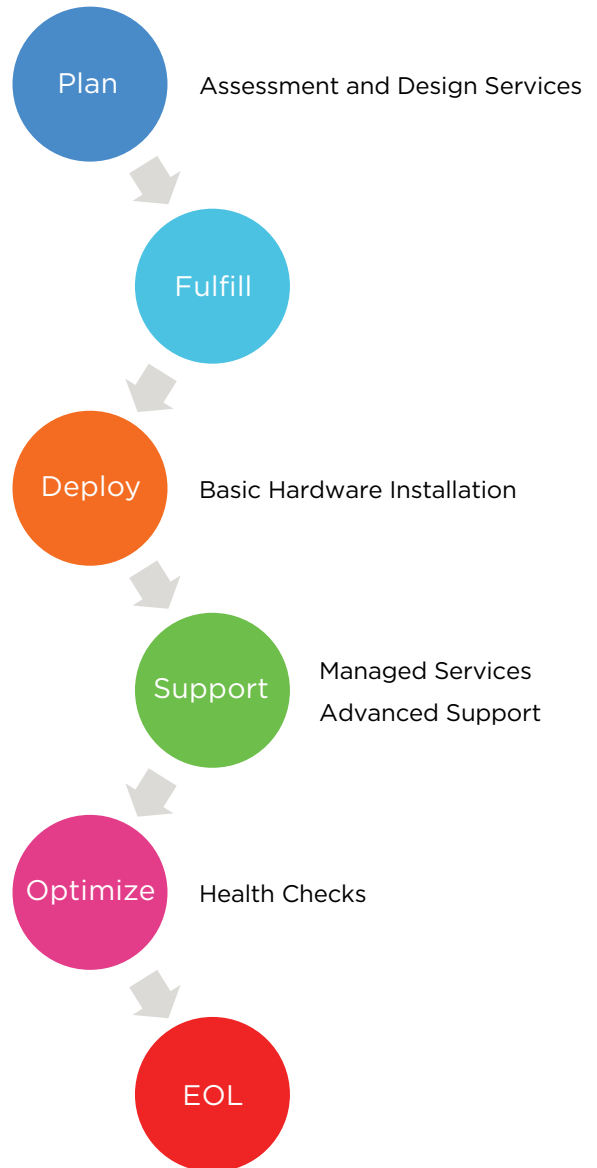 Plan
Assessment and Design Services
Fulfill
Deploy
Basic Hardware Installation
Support
Managed Services
Advanced Support
Optimize
Health Checks
EOL